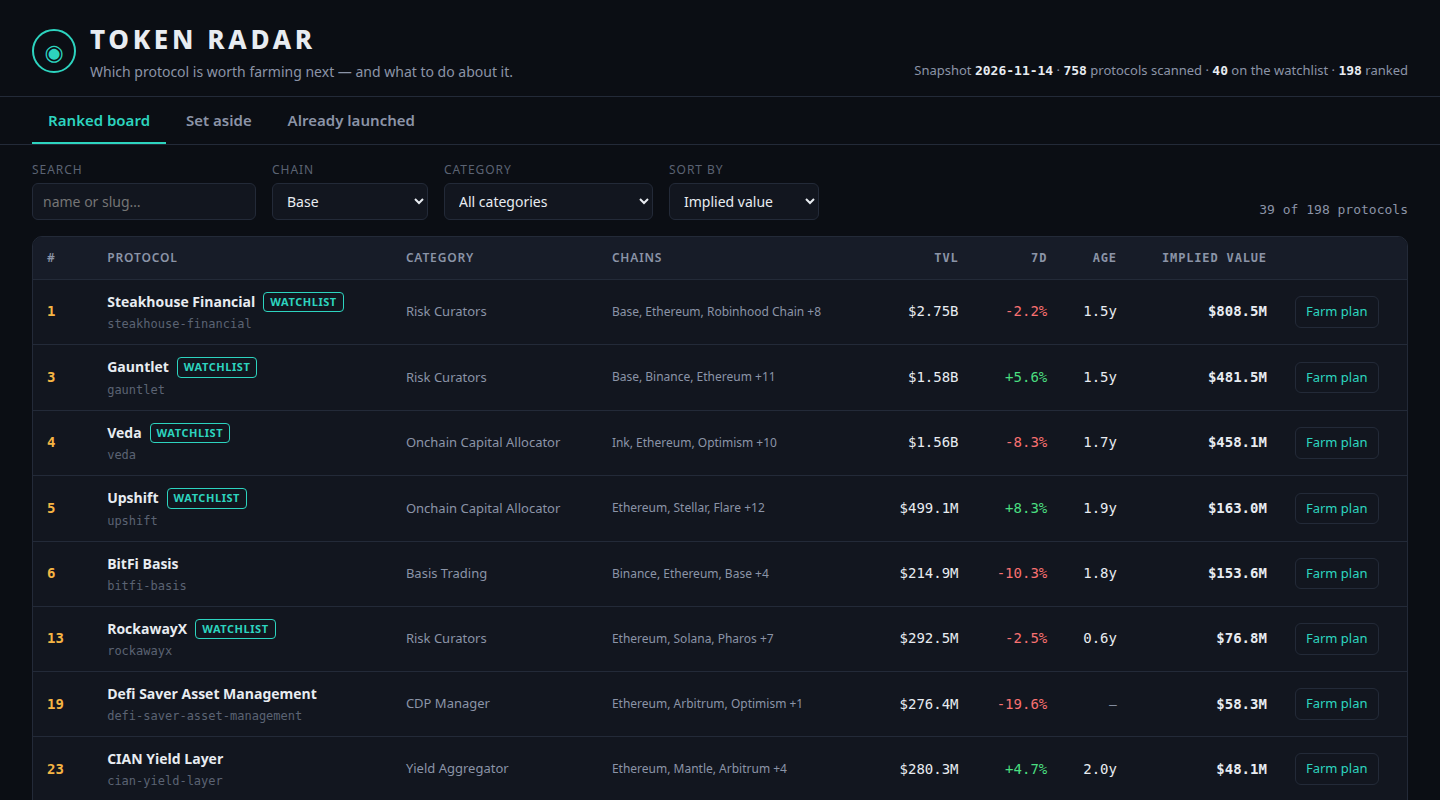 TOKEN RADAR
Which protocol is worth farming next — and what to do about it.
Snapshot 2026-11-14 · 758 protocols scanned · 40 on the watchlist · 198 ranked
Ranked board Set aside Already launched
SEARCH CHAIN CATEGORY SORT BY
name or slug… Base All categories Implied value
39 of 198 protocols
# PROTOCOL CATEGORY CHAINS TVL 7D AGE IMPLIED VALUE
1 Steakhouse Financial WATCHLIST Risk Curators Base, Ethereum, Robinhood Chain +8 $2.75B -2.2% 1.5y $808.5M Farm plan
steakhouse-financial
3 Gauntlet WATCHLIST Risk Curators Base, Binance, Ethereum +11 $1.58B +5.6% 1.5y $481.5M Farm plan
gauntlet
4 Veda WATCHLIST Onchain Capital Allocator Ink, Ethereum, Optimism +10 $1.56B -8.3% 1.7y $458.1M Farm plan
veda
5 Upshift WATCHLIST Onchain Capital Allocator Ethereum, Stellar, Flare +12 $499.1M +8.3% 1.9y $163.0M Farm plan
upshift
6 BitFi Basis Basis Trading Binance, Ethereum, Base +4 $214.9M -10.3% 1.8y $153.6M Farm plan
bitfi-basis
13 RockawayX WATCHLIST Risk Curators Ethereum, Solana, Pharos +7 $292.5M -2.5% 0.6y $76.8M Farm plan
rockawayx
19 Defi Saver Asset Management CDP Manager Ethereum, Arbitrum, Optimism +1 $276.4M -19.6% – $58.3M Farm plan
defi-saver-asset-management
23 CIAN Yield Layer Yield Aggregator Ethereum, Mantle, Arbitrum +4 $280.3M +4.7% 2.0y $48.1M Farm plan
cian-yield-layer